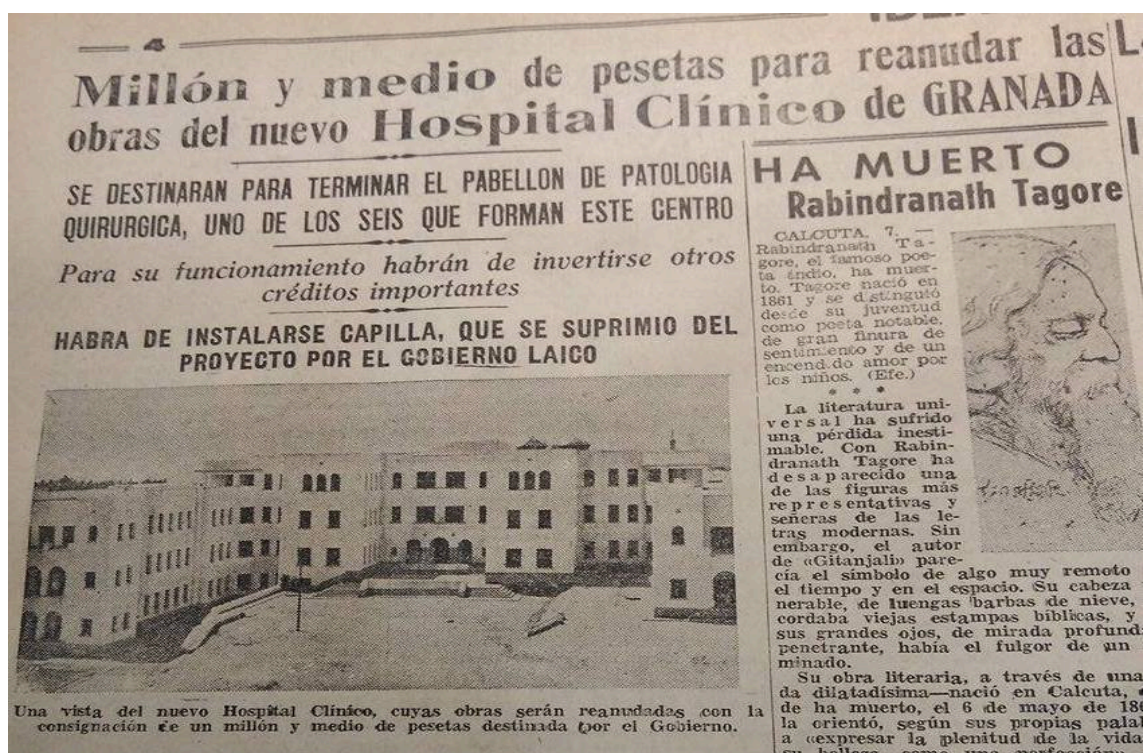 4
Millón y medio de pesetas para reanudar las
obras del nuevo Hospital Clínico de GRANADA
SE DESTINARAN PARA TERMINAR EL PABELLON DE PATOLOGIA
QUIRURGICA, UNO DE LOS SEIS QUE FORMAN ESTE CENTRO
Para su funcionamiento habrán de invertirse otros
créditos importantes
HABRA DE INSTALARSE CAPILLA, QUE SE SUPRIMIO DEL
PROYECTO POR EL GOBIERNO LAICO
Una vista del nuevo Hospital Clínico, cuyas obras serán reanudadas con la
consignación de un millón y medio de pesetas destinada por el Gobierno.
HA MUERTO
Rabindranath Tagore
CALCUTA, 7. —
Rabindranath Ta-
gore, el famoso poe-
ta indio, ha muer-
to. Tagore nació en
1861 y se distinguió
desde su juventud
como poeta notable,
de gran finura de
sentimiento y de un
encendido amor por
los niños. (Efe.)
* * *
La literatura uni-
versal ha sufrido
una pérdida inesti-
mable. Con Rabin-
dranath Tagore ha
desaparecido una
de las figuras más
representativas y
señeras de las le-
tras modernas. Sin
embargo, el autor
de «Gitanjali» pare-
cía el símbolo de algo muy remoto
el tiempo y en el espacio. Su cabeza
nerable, de luengas barbas de nieve,
cordaba viejas estampas bíblicas, y
sus grandes ojos, de mirada profund
penetrante, había el fulgor de un
minado.
Su obra literaria, a través de una
da dilatadísima—nació en Calcuta,
de ha muerto, el 6 de mayo de 186
la orientó, según sus propias palab
a «expresar la plenitud de la vida